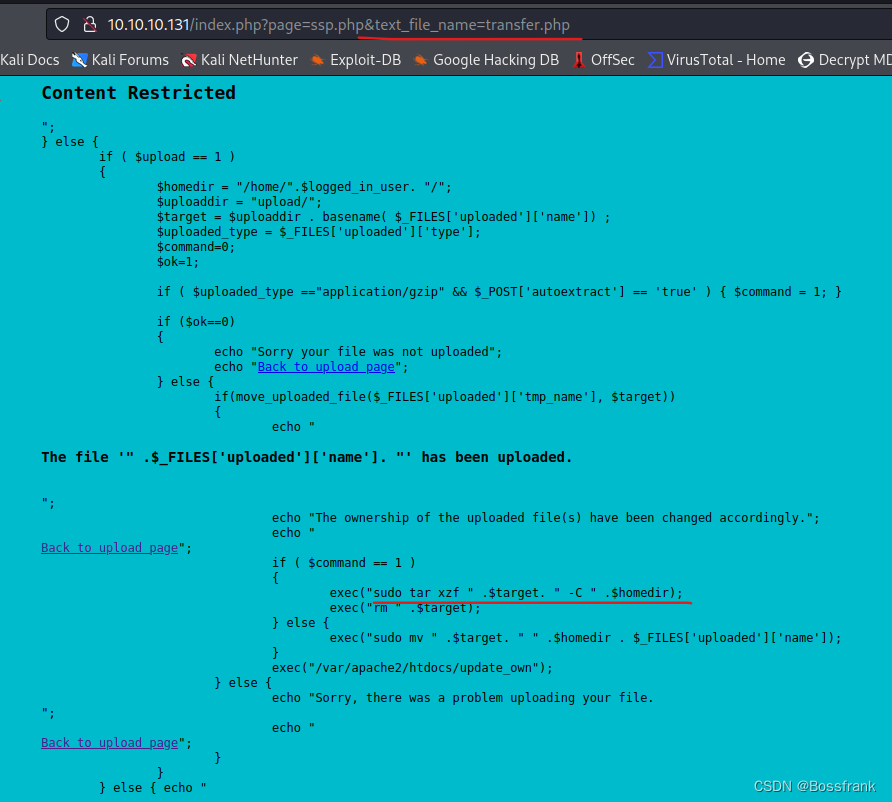 10.10.10.131/index.php?page=ssp.php&text_file_name=transfer.php
Kali Docs Kali Forums Kali NetHunter Exploit-DB Google Hacking DB OffSec VirusTotal - Home Decrypt MD
Content Restricted
";
} else {
if ( $upload == 1 )
{
$homedir = "/home/".$logged_in_user. "/";
$uploaddir = "upload/";
$target = $uploaddir . basename( $_FILES['uploaded']['name']) ;
$uploaded_type = $_FILES['uploaded']['type'];
$command=0;
$ok=1;
if ( $uploaded_type =="application/gzip" && $_POST['autoextract'] == 'true' ) { $command = 1; }
if ($ok==0)
{
echo "Sorry your file was not uploaded";
echo "Back to upload page";
} else {
if(move_uploaded_file($_FILES['uploaded']['tmp_name'], $target))
{
echo "
The file '" .$_FILES['uploaded']['name']. "' has been uploaded.
";
echo "The ownership of the uploaded file(s) have been changed accordingly.";
echo "
Back to upload page";
if ( $command == 1 )
{
exec("sudo tar xzf " .$target. " -C " .$homedir);
exec("rm " .$target);
} else {
exec("sudo mv " .$target. " " .$homedir . $_FILES['uploaded']['name']);
}
exec("/var/apache2/htdocs/update_own");
} else {
echo "Sorry, there was a problem uploading your file.
";
echo "
Back to upload page";
}
}
} else { echo "
CSDN @Bossfrank